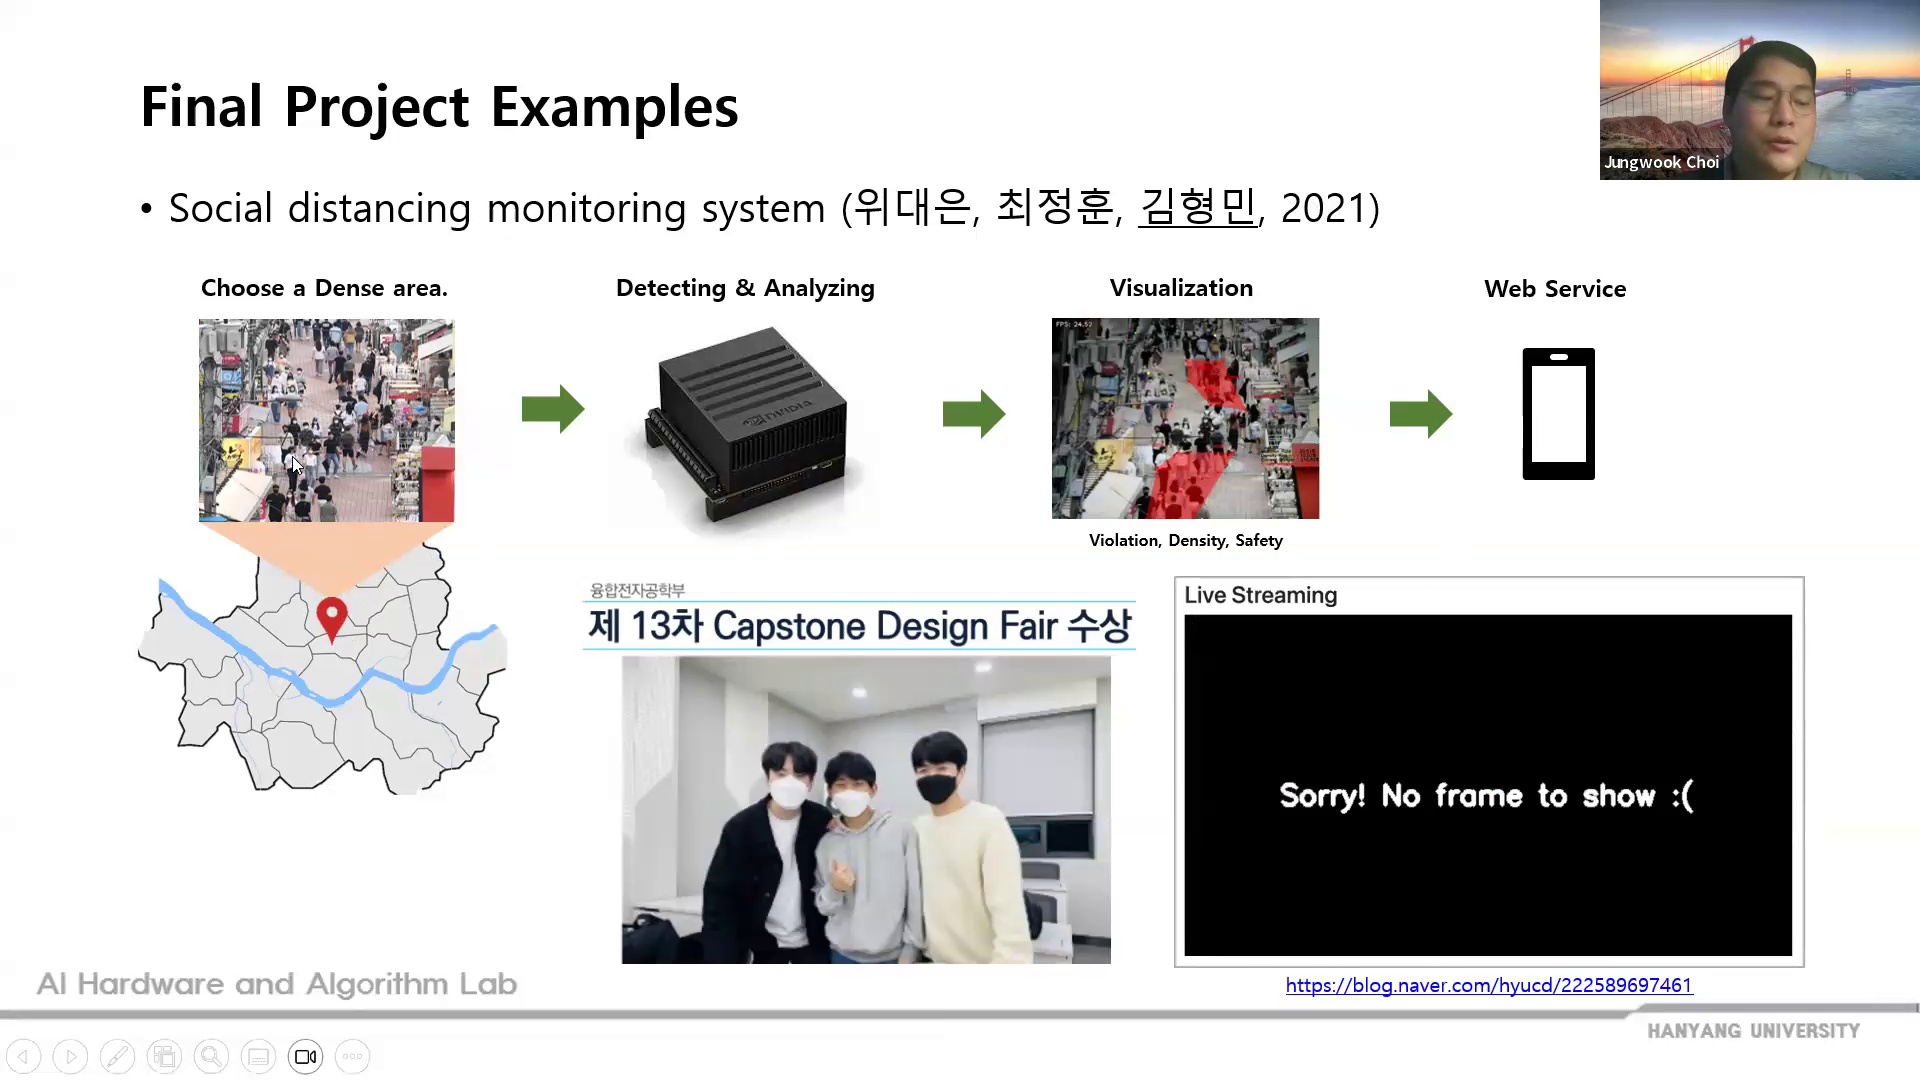 Final Project Examples
Jungwook Choi
• Social distancing monitoring system (위대은, 최정훈, 김형민, 2021)
Choose a Dense area.
Detecting & Analyzing
Visualization
Web Service
NVIDIA
FPS: 24.52
Violation, Density, Safety
융합전자공학부
제 13차 Capstone Design Fair 수상
Live Streaming
Sorry! No frame to show :(
https://blog.naver.com/hyucd/222589697461
AI Hardware and Algorithm Lab
HANYANG UNIVERSITY